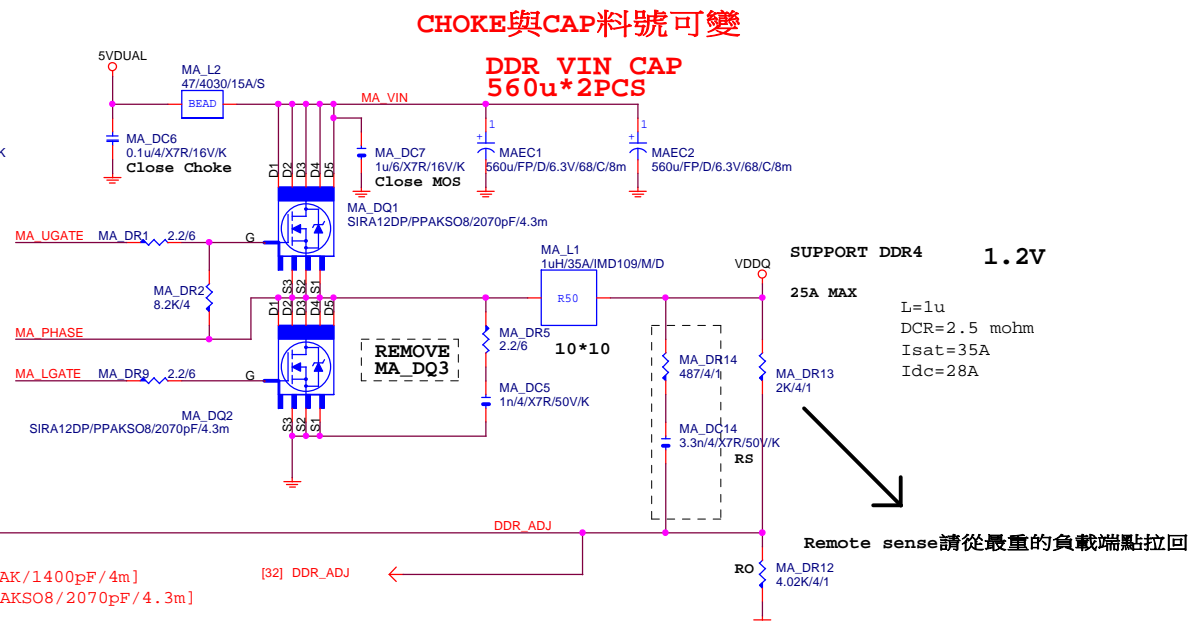 CHOKE與CAP料號可變
DDR VIN CAP
560u*2PCS
5VDUAL
MA_L2
47/4030/15A/S
BEAD
MA_VIN
K
MA_DC6
0.1u/4/X7R/16V/K
Close Choke
D1
D2
D3
D4
D5
MA_DC7
1u/6/X7R/16V/K
Close MOS
1
+
MAEC1
560u/FP/D/6.3V/68/C/8m
1
+
MAEC2
560u/FP/D/6.3V/68/C/8m
MA_DQ1
SIRA12DP/PPAKSO8/2070pF/4.3m
MA_UGATE
MA_DR1
2.2/6
G
S3
S2
S1
MA_DR2
8.2K/4
MA_PHASE
D1
D2
D3
D4
D5
MA_L1
1uH/35A/IMD109/M/D
R50
10*10
VDDQ
SUPPORT DDR4
1.2V
25A MAX
L=1u
DCR=2.5 mohm
Isat=35A
Idc=28A
REMOVE
MA_DQ3
MA_DR5
2.2/6
MA_LGATE
MA_DR9
2.2/6
G
MA_DC5
1n/4/X7R/50V/K
MA_DR14
487/4/1
MA_DR13
2K/4/1
MA_DQ2
SIRA12DP/PPAKSO8/2070pF/4.3m
S3
S2
S1
MA_DC14
3.3n/4/X7R/50V/K
RS
DDR_ADJ
Remote sense請從最重的負載端點拉回
[32] DDR_ADJ
RO
MA_DR12
4.02K/4/1
AK/1400pF/4m]
AKSO8/2070pF/4.3m]